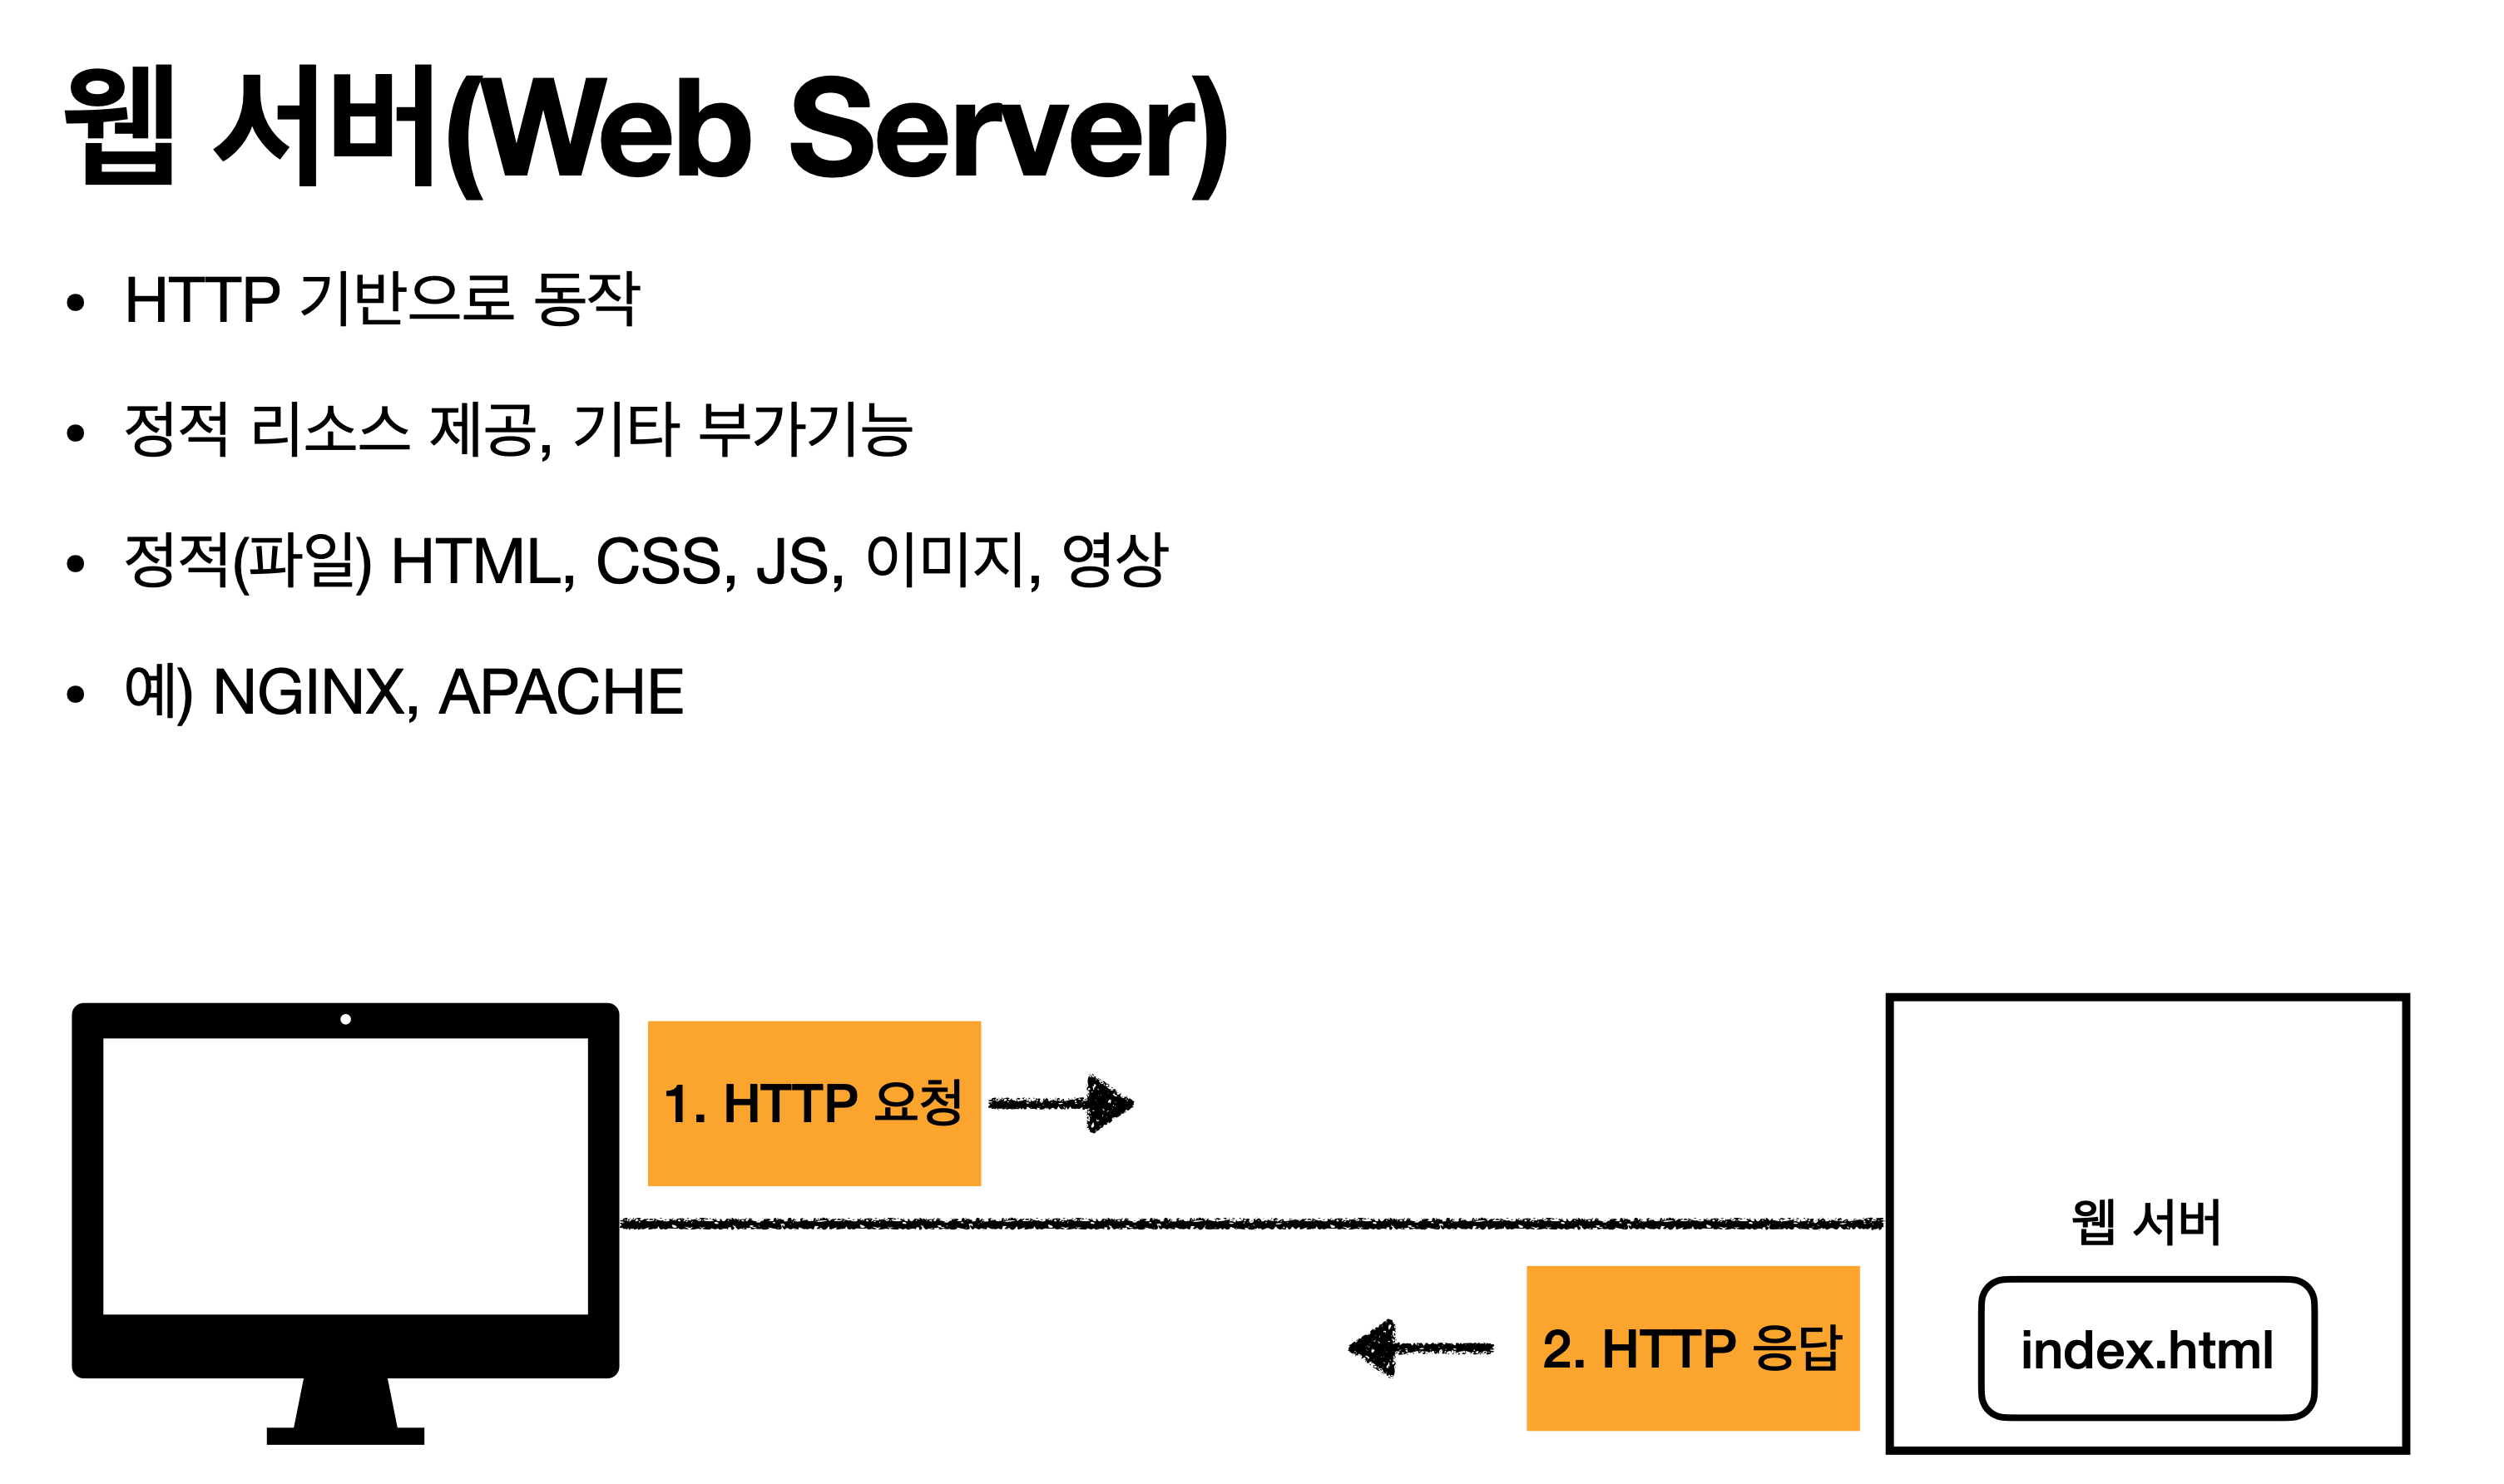 웹 서버(Web Server)
• HTTP 기반으로 동작
• 정적 리소스 제공, 기타 부가기능
• 정적(파일) HTML, CSS, JS, 이미지, 영상
• 예) NGINX, APACHE
1. HTTP 요청
웹 서버
2. HTTP 응답
index.html